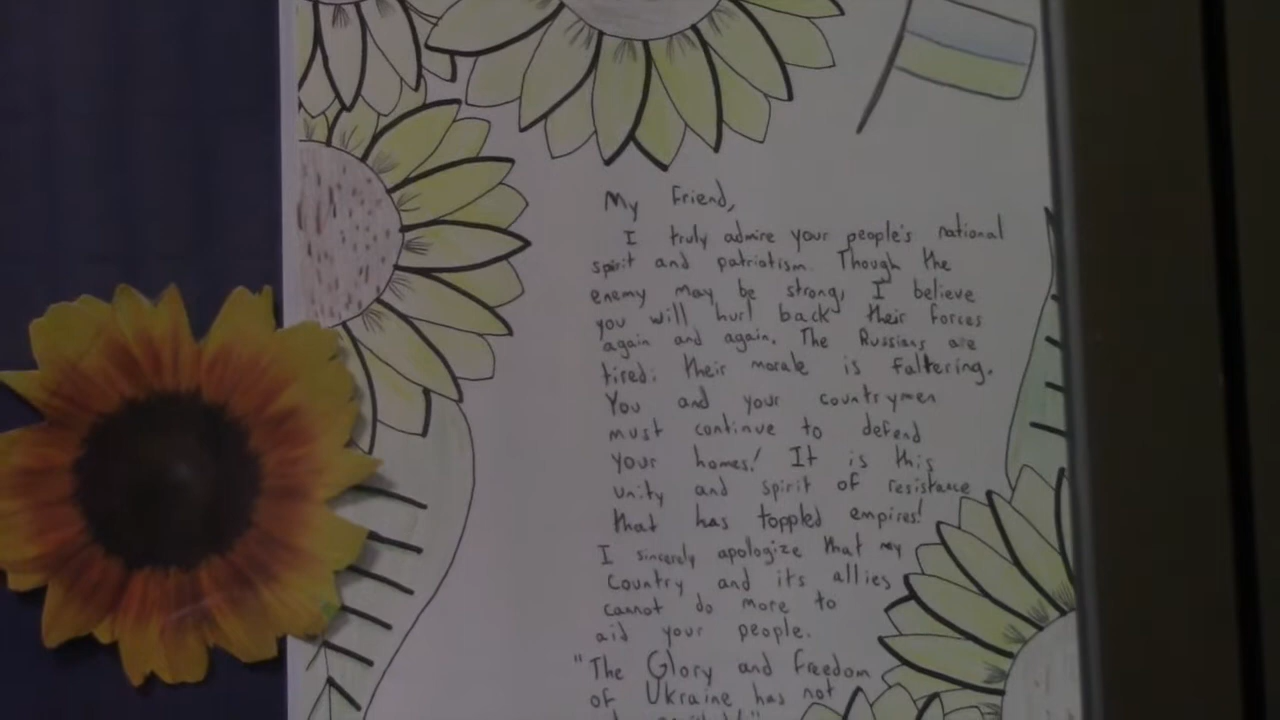 My Friend,
I truly admire your people's national
spirit and patriotism. Though the
enemy may be strong, I believe
you will hurl back their forces
again and again. The Russians are
tired; their morale is faltering.
You and your countrymen
must continue to defend
your homes! It is this
unity and spirit of resistance
that has toppled empires!
I sincerely apologize that my
Country and its allies
cannot do more to
aid your people.
"The Glory and Freedom
of Ukraine has not